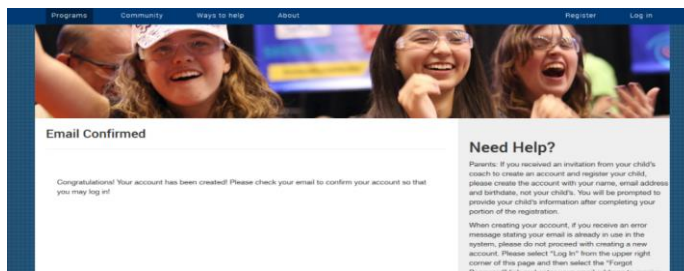 Programs Community Ways to help About Register Log in
Email Confirmed
Congratulations! Your account has been created! Please check your email to confirm your account so that
you may log in!
Need Help?
Parents: If you received an invitation from your child's
coach to create an account and register your child,
please create the account with your name, email address
and birthdate, not your child's. You will be prompted to
provide your child's information after completing your
portion of the registration.
When creating your account, if you receive an error
message stating your email is already in use in the
system, please do not proceed with creating a new
account. Please select "Log In" from the upper right
corner of this page and then select the "Forgot